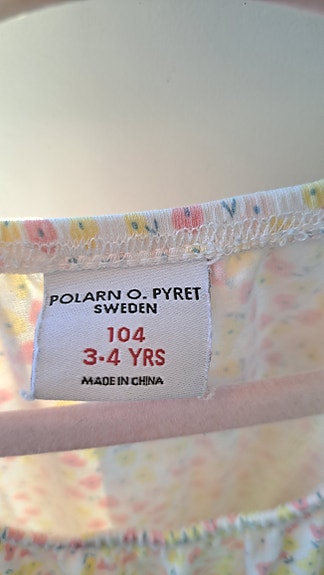 POLARN O. PYRET
SWEDEN
104
3-4 YRS
MADE IN CHINA